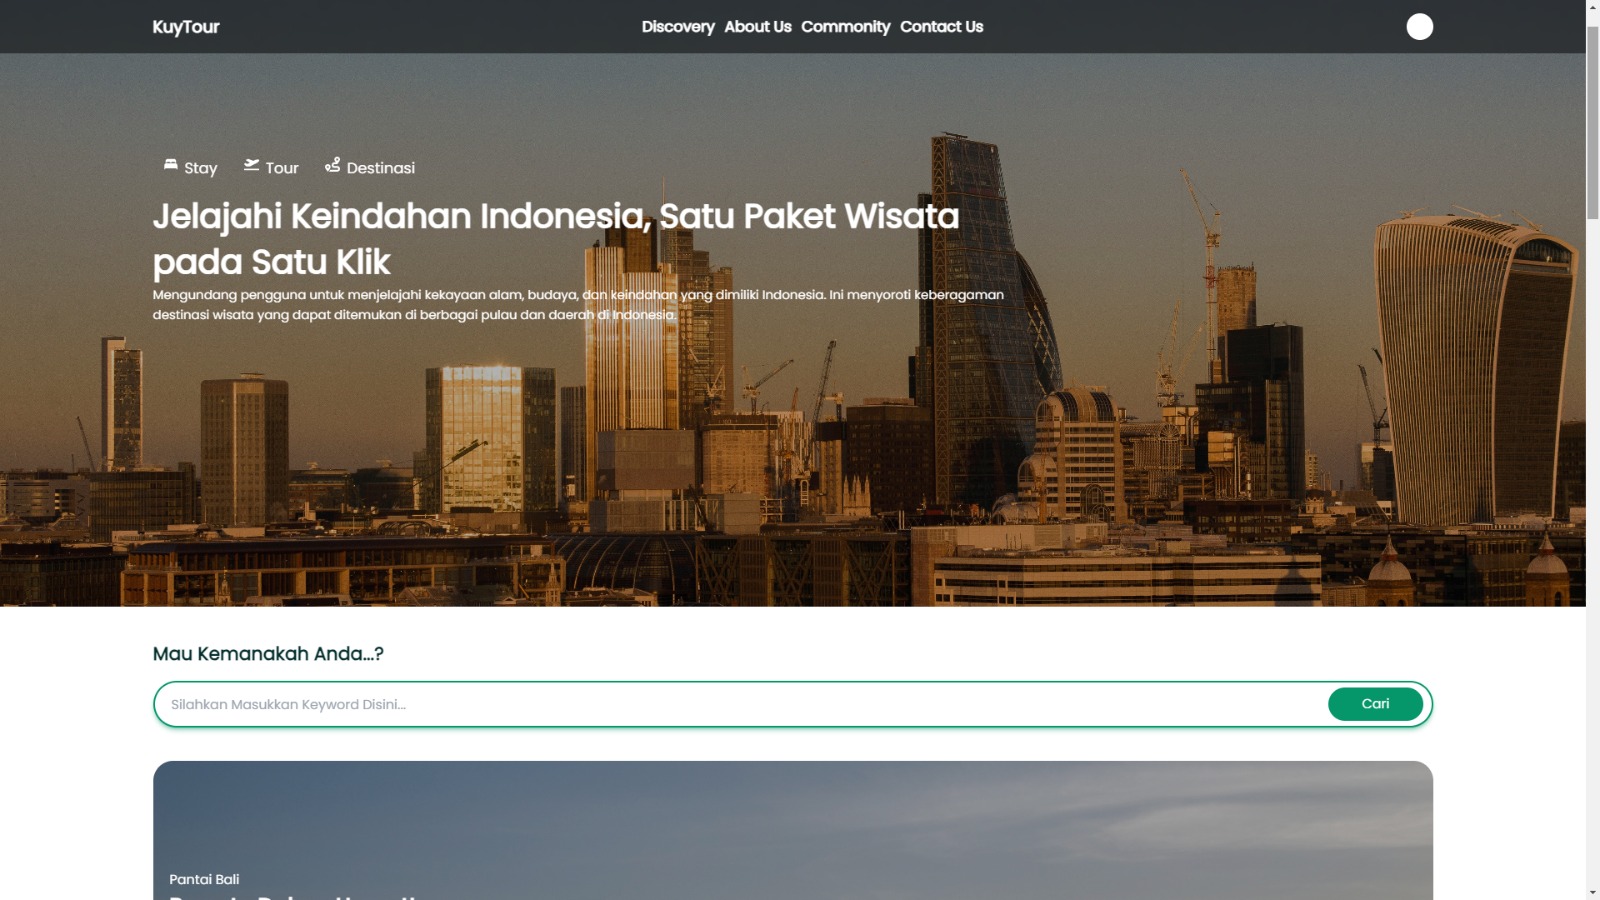 KuyTour
Discovery About Us Community Contact Us
Stay Tour Destinasi
Jelajahi Keindahan Indonesia, Satu Paket Wisata
pada Satu Klik
Mengundang pengguna untuk menjelajahi kekayaan alam, budaya, dan keindahan yang dimiliki Indonesia. Ini menyoroti keberagaman
destinasi wisata yang dapat ditemukan di berbagai pulau dan daerah di Indonesia.
Mau Kemanakah Anda...?
Silahkan Masukkan Keyword Disini...
Cari
Pantai Bali